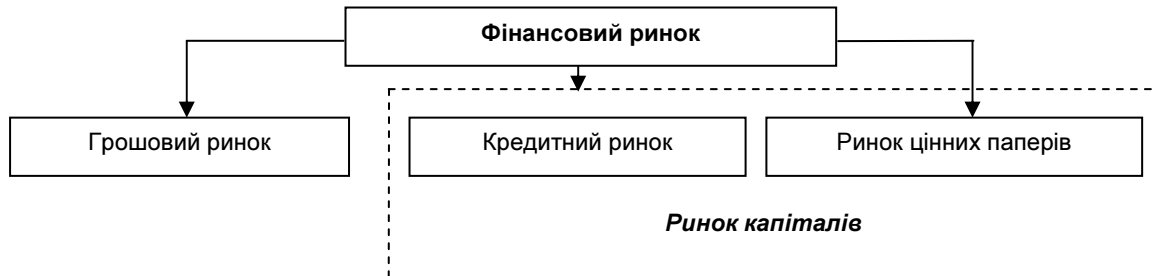 Фінансовий ринок
Грошовий ринок
Кредитний ринок
Ринок цінних паперів
Ринок капіталів